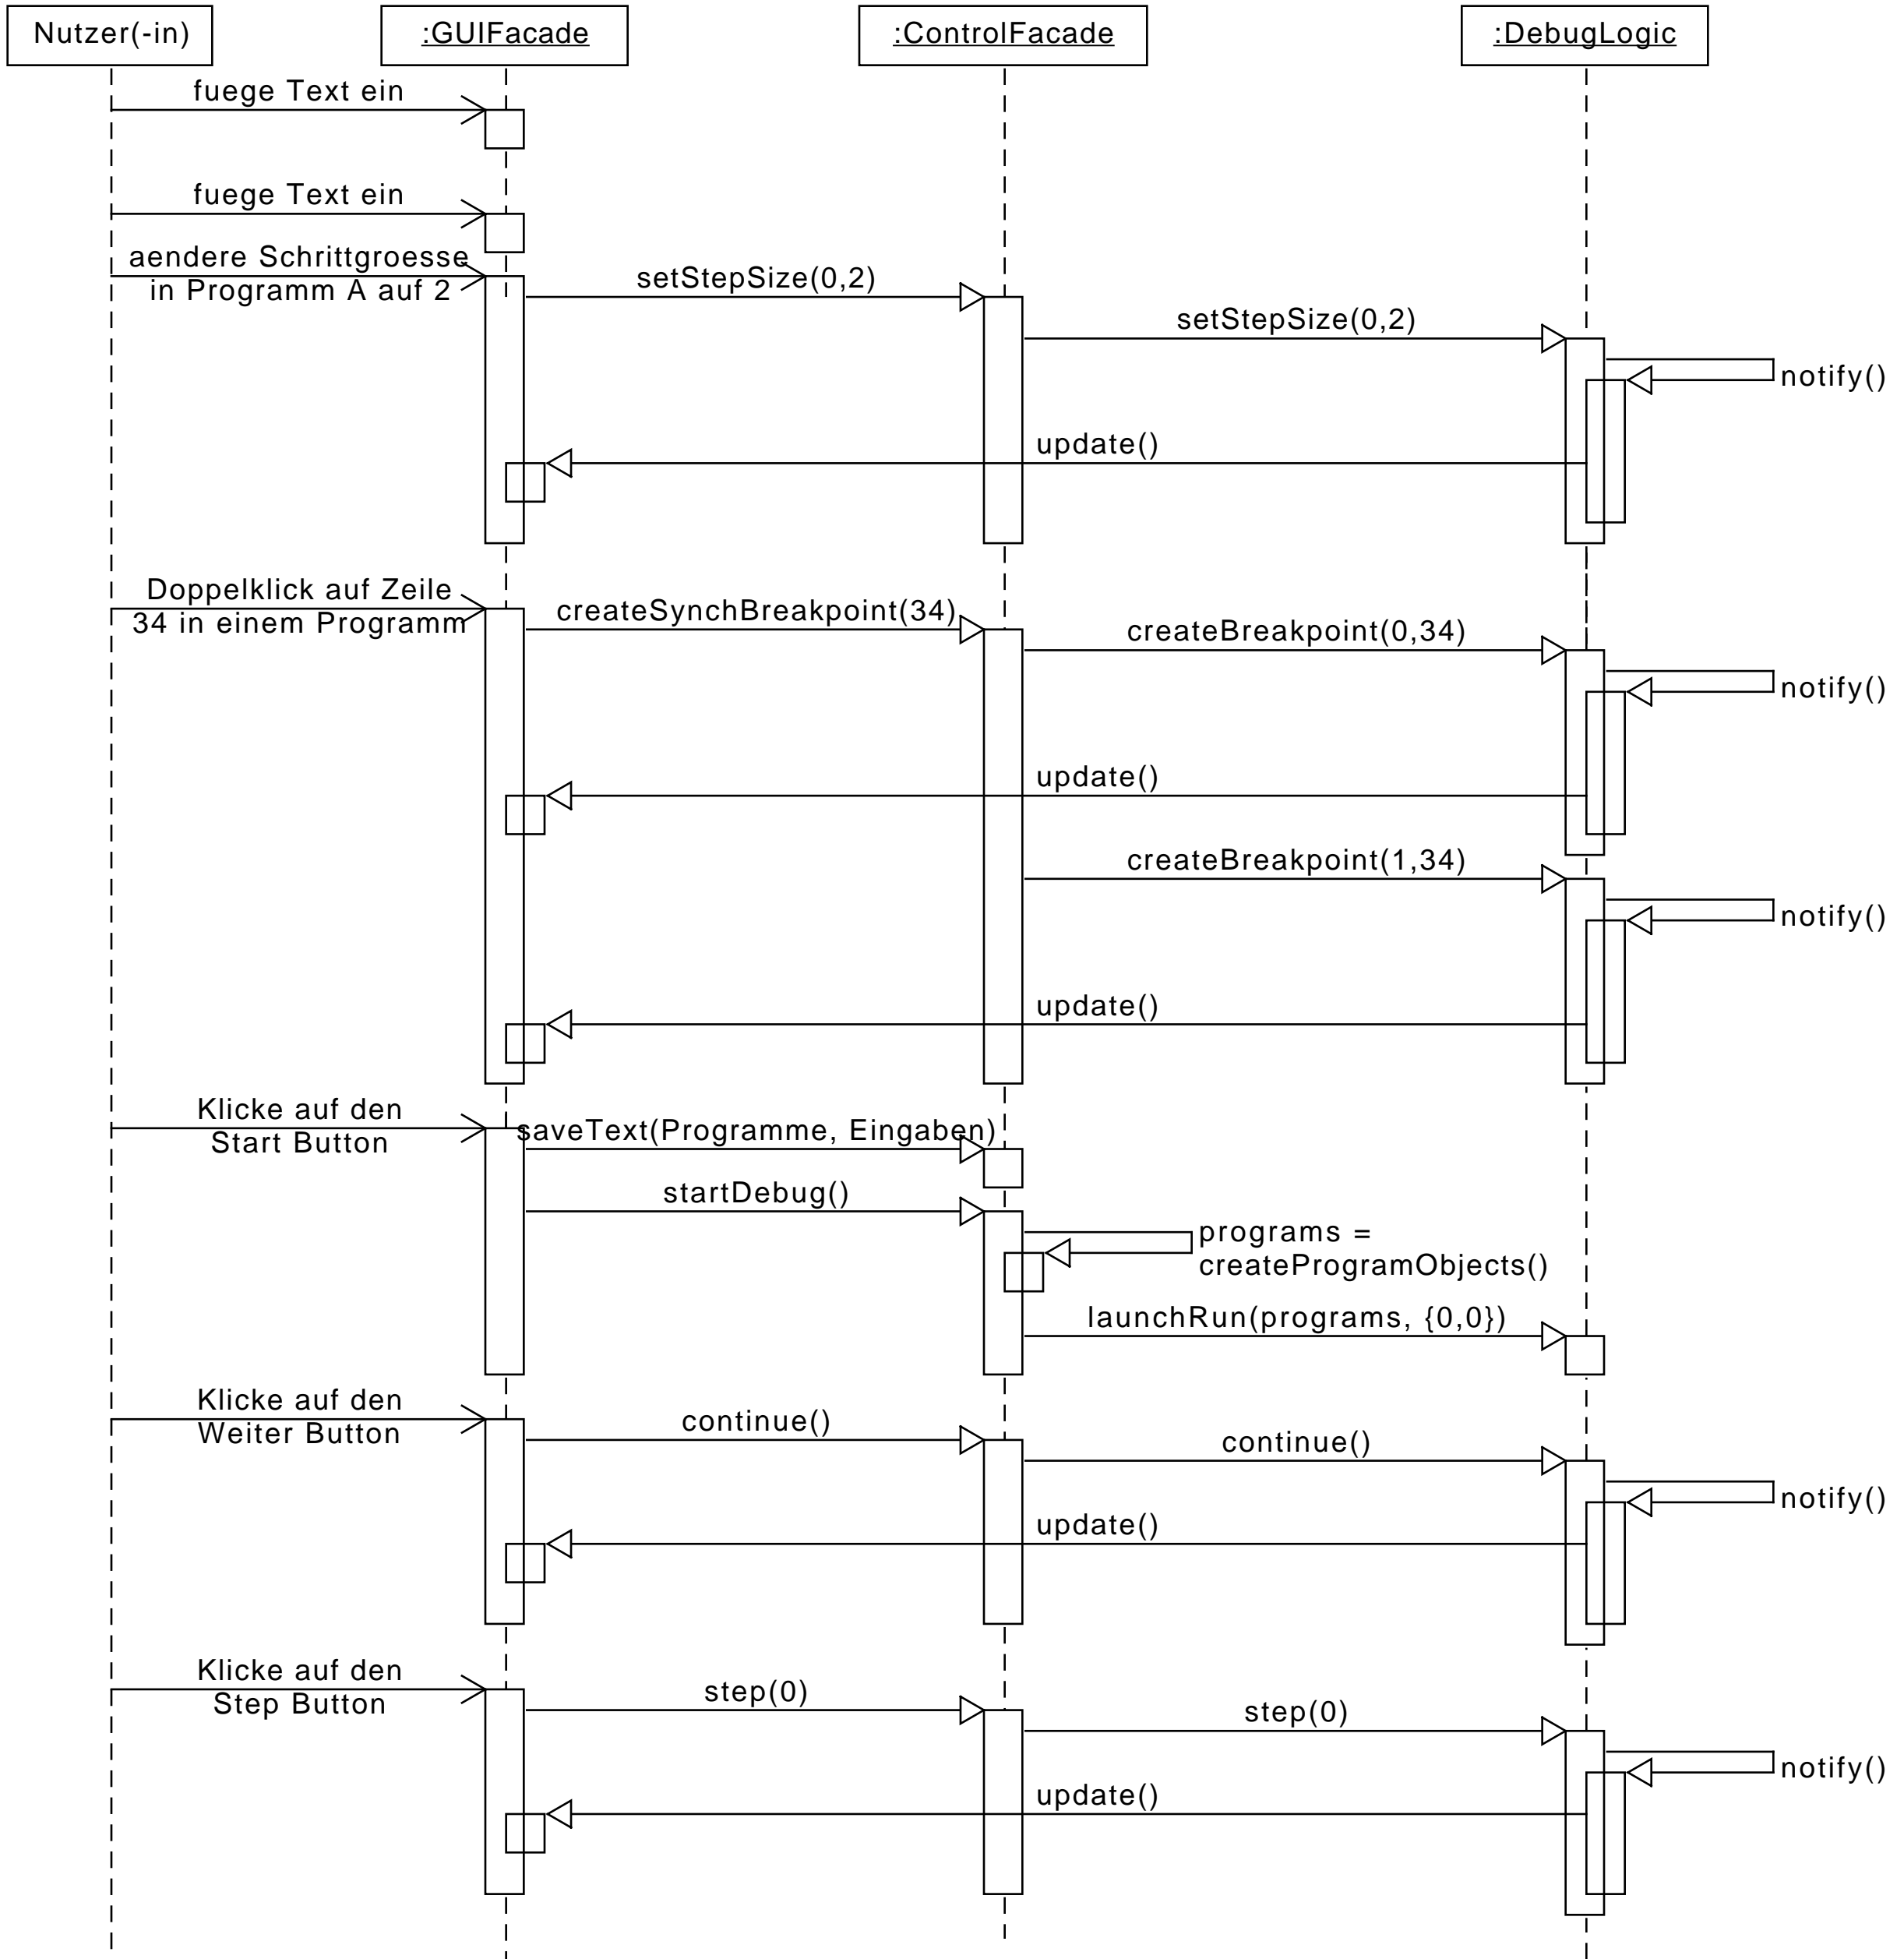 Nutzer(-in)
:GUIFacade
:ControlFacade
:DebugLogic
fuege Text ein
fuege Text ein
aendere Schrittgroesse
in Programm A auf 2
setStepSize(0,2)
setStepSize(0,2)
notify()
update()
Doppelklick auf Zeile
34 in einem Programm
createSynchBreakpoint(34)
createBreakpoint(0,34)
notify()
update()
createBreakpoint(1,34)
notify()
update()
Klicke auf den
Start Button
saveText(Programme, Eingaben)
startDebug()
programs =
createProgramObjects()
launchRun(programs, {0,0})
Klicke auf den
Weiter Button
continue()
continue()
notify()
update()
Klicke auf den
Step Button
step(0)
step(0)
notify()
update()